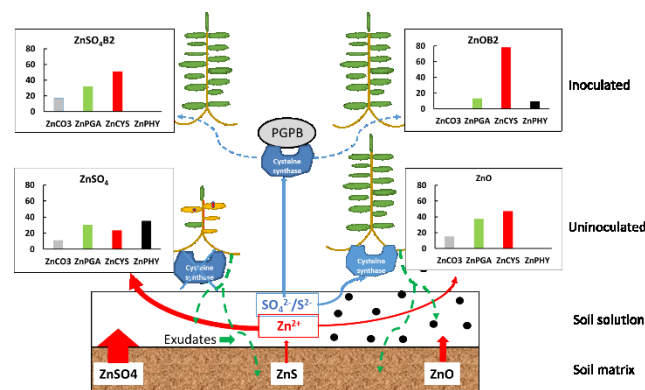 ZnSO4B2
80
60
40
20
0
ZnCO3 ZnPGA ZnCYS ZnPHY
ZnOB2
80
60
40
20
0
ZnCO3 ZnPGA ZnCYS ZnPHY
Inoculated
PGPB
Cysteine
synthase
ZnSO4
80
60
40
20
0
ZnCO3 ZnPGA ZnCYS ZnPHY
ZnO
80
60
40
20
0
ZnCO3 ZnPGA ZnCYS ZnPHY
Uninoculated
Cysteine
synthase
Cysteine
synthase
SO4²⁻/S²⁻
Zn²⁺
Exudates
Soil solution
ZnSO4
ZnS
ZnO
Soil matrix